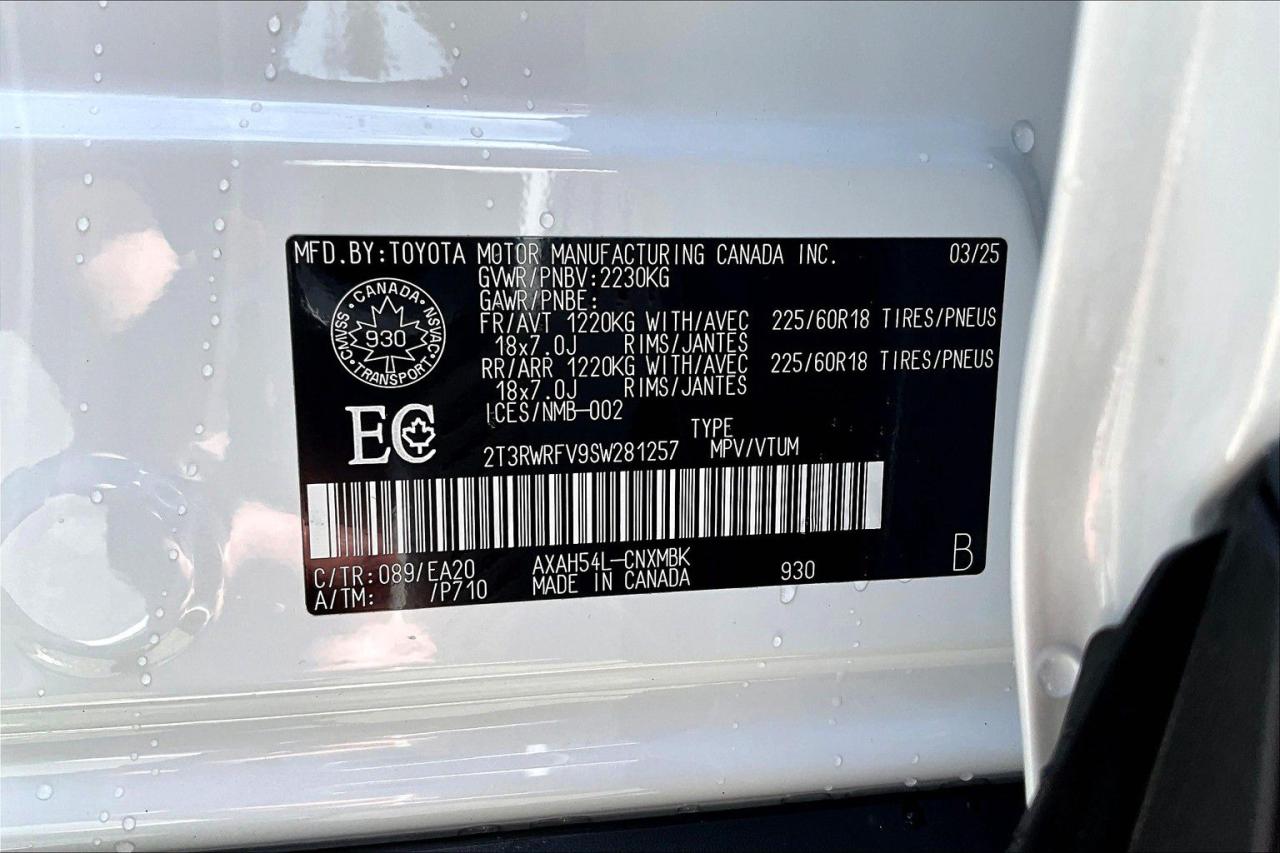 MFD.BY:TOYOTA MOTOR MANUFACTURING CANADA INC. 03/25
GVWR/PNBV:2230KG
GAWR/PNBE:
FR/AVT 1220KG WITH/AVEC 225/60R18 TIRES/PNEUS
18x7.0J RIMS/JANTES
RR/ARR 1220KG WITH/AVEC 225/60R18 TIRES/PNEUS
18x7.0J RIMS/JANTES
ICES/NMB-002
CANADA
930
TRANSPORT
CMVSS
NSVAC
EC
TYPE
2T3RWRFV9SW281257 MPV/VTUM
C/TR:089/EA20 AXAH54L-CNXMBK 930 B
A/TM: /P710 MADE IN CANADA